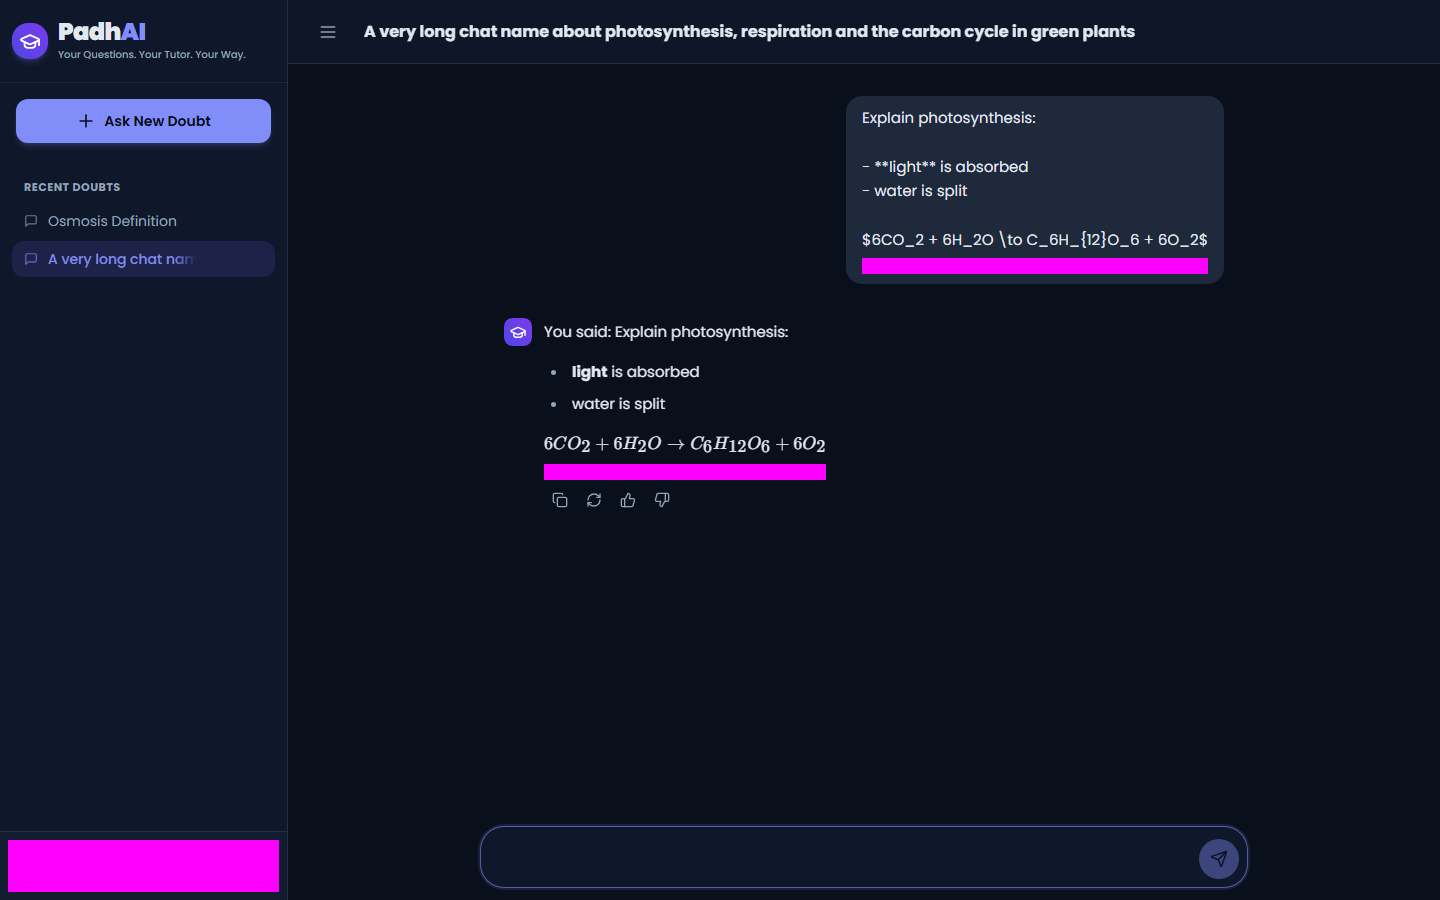 PadhAI
Your Questions. Your Tutor. Your Way.
Ask New Doubt
RECENT DOUBTS
Osmosis Definition
A very long chat nam
A very long chat name about photosynthesis, respiration and the carbon cycle in green plants
Explain photosynthesis:
- **light** is absorbed
- water is split
$6CO_2 + 6H_2O \to C_6H_{12}O_6 + 6O_2$
You said: Explain photosynthesis:
• light is absorbed
• water is split
6CO₂ + 6H₂O → C₆H₁₂O₆ + 6O₂